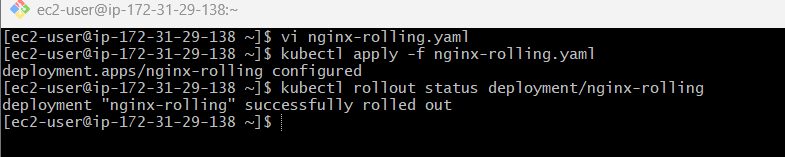 ec2-user@ip-172-31-29-138:~
[ec2-user@ip-172-31-29-138 ~]$ vi nginx-rolling.yaml
[ec2-user@ip-172-31-29-138 ~]$ kubectl apply -f nginx-rolling.yaml
deployment.apps/nginx-rolling configured
[ec2-user@ip-172-31-29-138 ~]$ kubectl rollout status deployment/nginx-rolling
deployment "nginx-rolling" successfully rolled out
[ec2-user@ip-172-31-29-138 ~]$